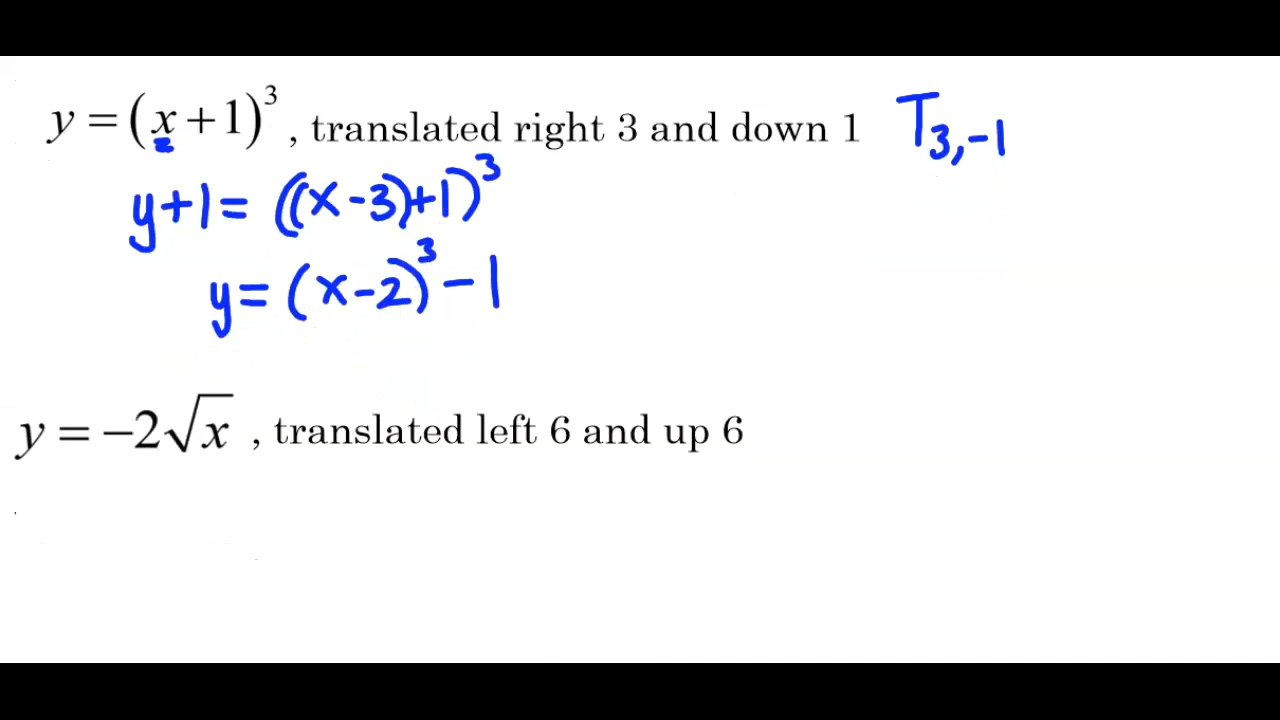 y = (x + 1)³ , translated right 3 and down 1 T₃,₋₁
y + 1 = ((x - 3) + 1)³
y = (x - 2)³ - 1
y = -2√x , translated left 6 and up 6